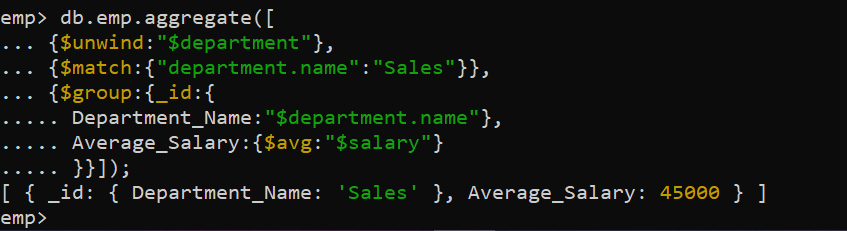 emp> db.emp.aggregate([
... {$unwind:"$department"},
... {$match:{"department.name":"Sales"}},
... {$group:{_id:{
..... Department_Name:"$department.name"},
..... Average_Salary:{$avg:"$salary"}
..... }}]);
[ { _id: { Department_Name: 'Sales' }, Average_Salary: 45000 } ]
emp>